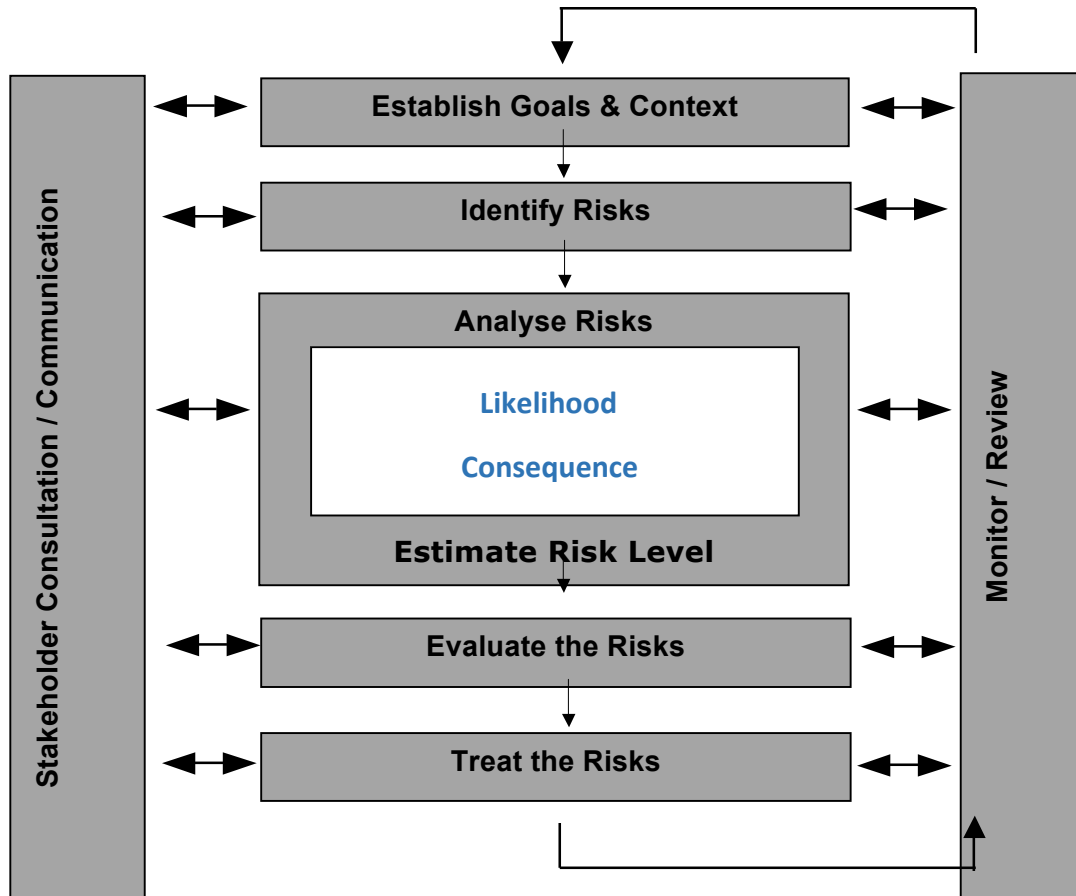 Stakeholder Consultation / Communication
Establish Goals & Context
Identify Risks
Analyse Risks
Likelihood
Consequence
Estimate Risk Level
Evaluate the Risks
Treat the Risks
Monitor / Review